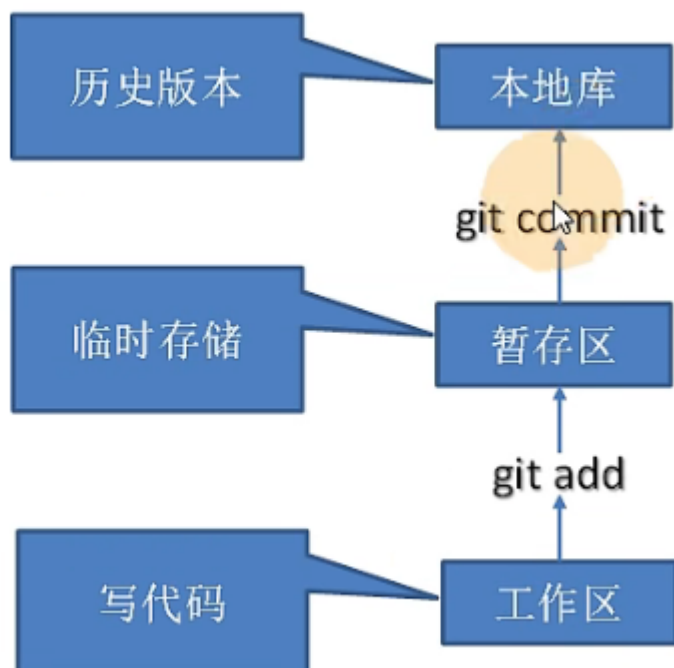 历史版本
本地库
git commit
临时存储
暂存区
git add
写代码
工作区